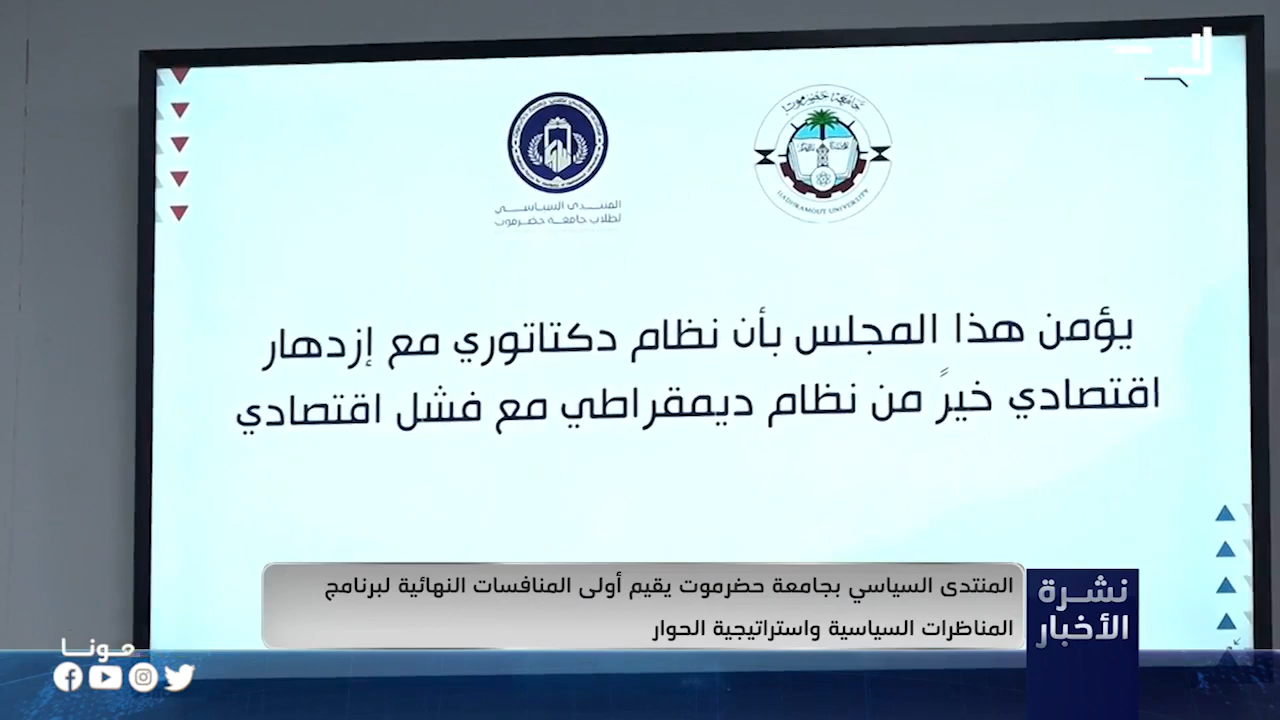 جامعة حضرموت
HADHRAMOUT UNIVERSITY
المنتدى السياسي
لطلاب جامعة حضرموت
يؤمن هذا المجلس بأن نظام دكتاتوري مع إزدهار
اقتصادي خيرً من نظام ديمقراطي مع فشل اقتصادي
نشرة
الأخبار
المنتدى السياسي بجامعة حضرموت يقيم أولى المنافسات النهائية لبرنامج
المناظرات السياسية واستراتيجية الحوار
مونا